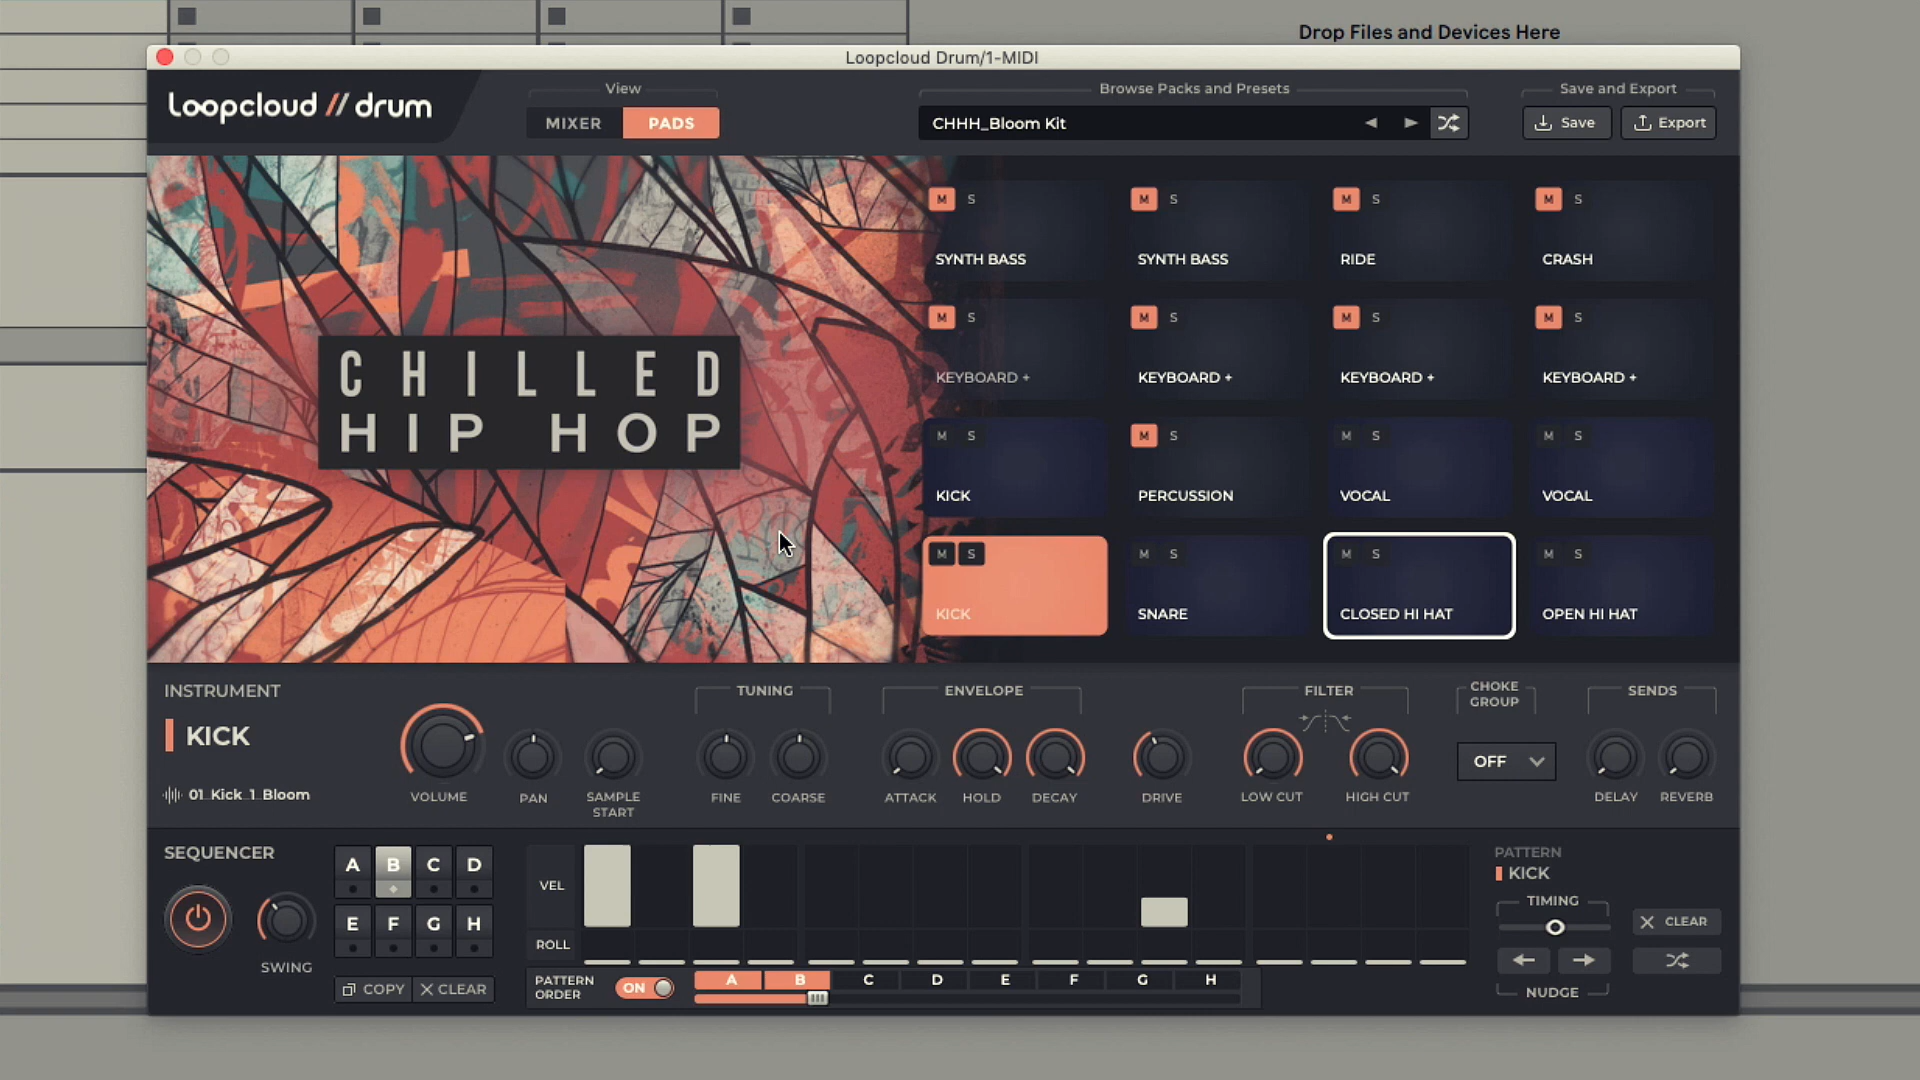 Drop Files and Devices Here
Loopcloud Drum/1-MIDI
Loopcloud // drum
View
MIXER PADS
Browse Packs and Presets
CHHH_Bloom Kit
Save and Export
Save Export
CHILLED
HIP HOP
M S M S M S M S
SYNTH BASS SYNTH BASS RIDE CRASH
M S M S M S M S
KEYBOARD + KEYBOARD + KEYBOARD + KEYBOARD +
M S M S M S M S
KICK PERCUSSION VOCAL VOCAL
M S M S M S M S
KICK SNARE CLOSED HI HAT OPEN HI HAT
INSTRUMENT
KICK
01_Kick_1_Bloom
VOLUME
PAN
SAMPLE
START
TUNING
FINE COARSE
ENVELOPE
ATTACK HOLD DECAY
DRIVE
FILTER
LOW CUT HIGH CUT
CHOKE
GROUP
OFF
SENDS
DELAY REVERB
SEQUENCER
SWING
A B C D
E F G H
COPY CLEAR
VEL
ROLL
PATTERN
ORDER
ON
A B C D E F G H
PATTERN
KICK
TIMING
CLEAR
NUDGE